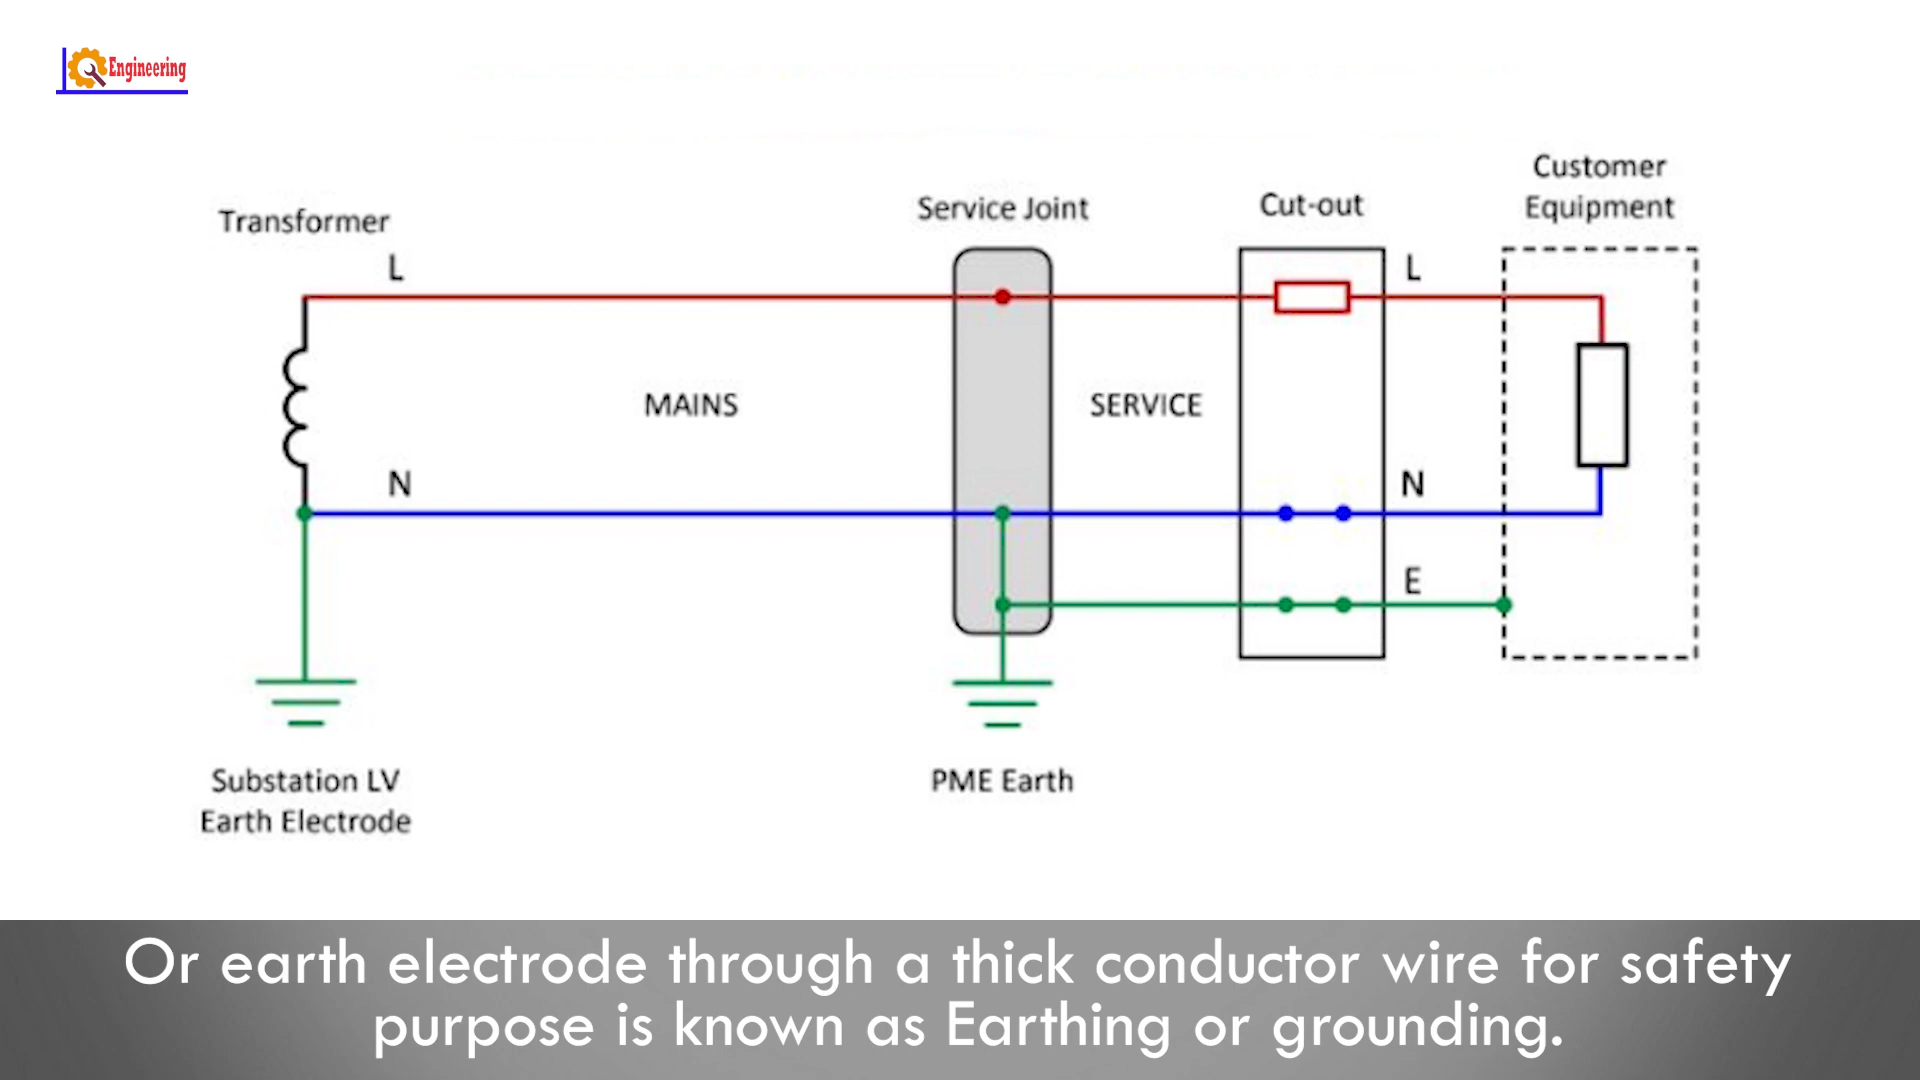 Engineering
Customer
Equipment
Transformer
Service Joint
Cut-out
L
L
MAINS
SERVICE
N
N
E
Substation LV
Earth Electrode
PME Earth
Or earth electrode through a thick conductor wire for safety
purpose is known as Earthing or grounding.